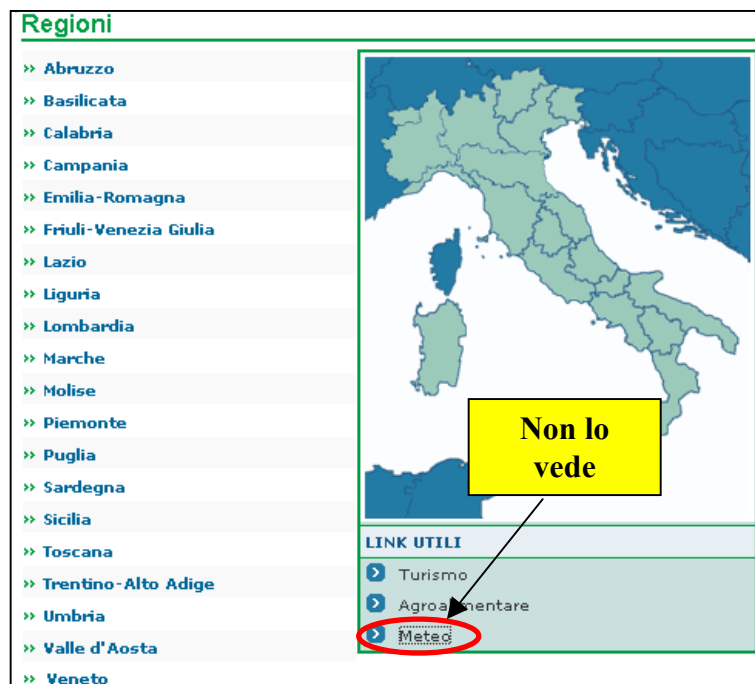 Regioni
» Abruzzo
» Basilicata
» Calabria
» Campania
» Emilia-Romagna
» Friuli-Venezia Giulia
» Lazio
» Liguria
» Lombardia
» Marche
» Molise
» Piemonte
» Puglia
» Sardegna
» Sicilia
» Toscana
» Trentino-Alto Adige
» Umbria
» Valle d'Aosta
» Veneto
Non lo
vede
LINK UTILI
Turismo
Agroalimentare
Meteo